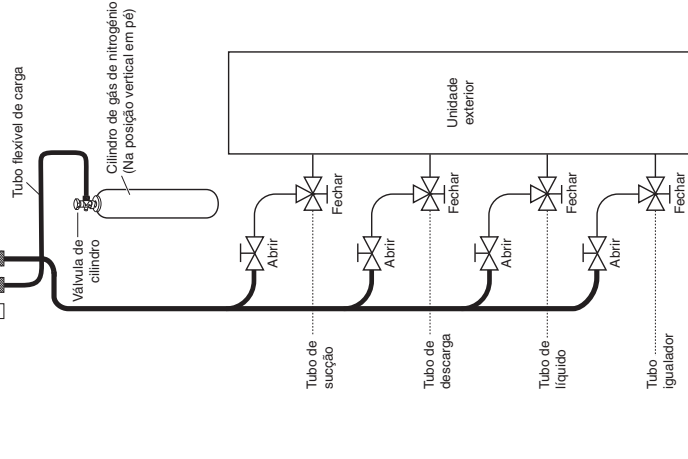 Tubo flexível de carga
Cilindro de gás de nitrogénio
(Na posição vertical em pé)
Válvula de
cilindro
Unidade
exterior
Abrir
Fechar
Abrir
Fechar
Abrir
Fechar
Abrir
Fechar
Tubo de
sucção
Tubo de
descarga
Tubo de
líquido
Tubo
igualador